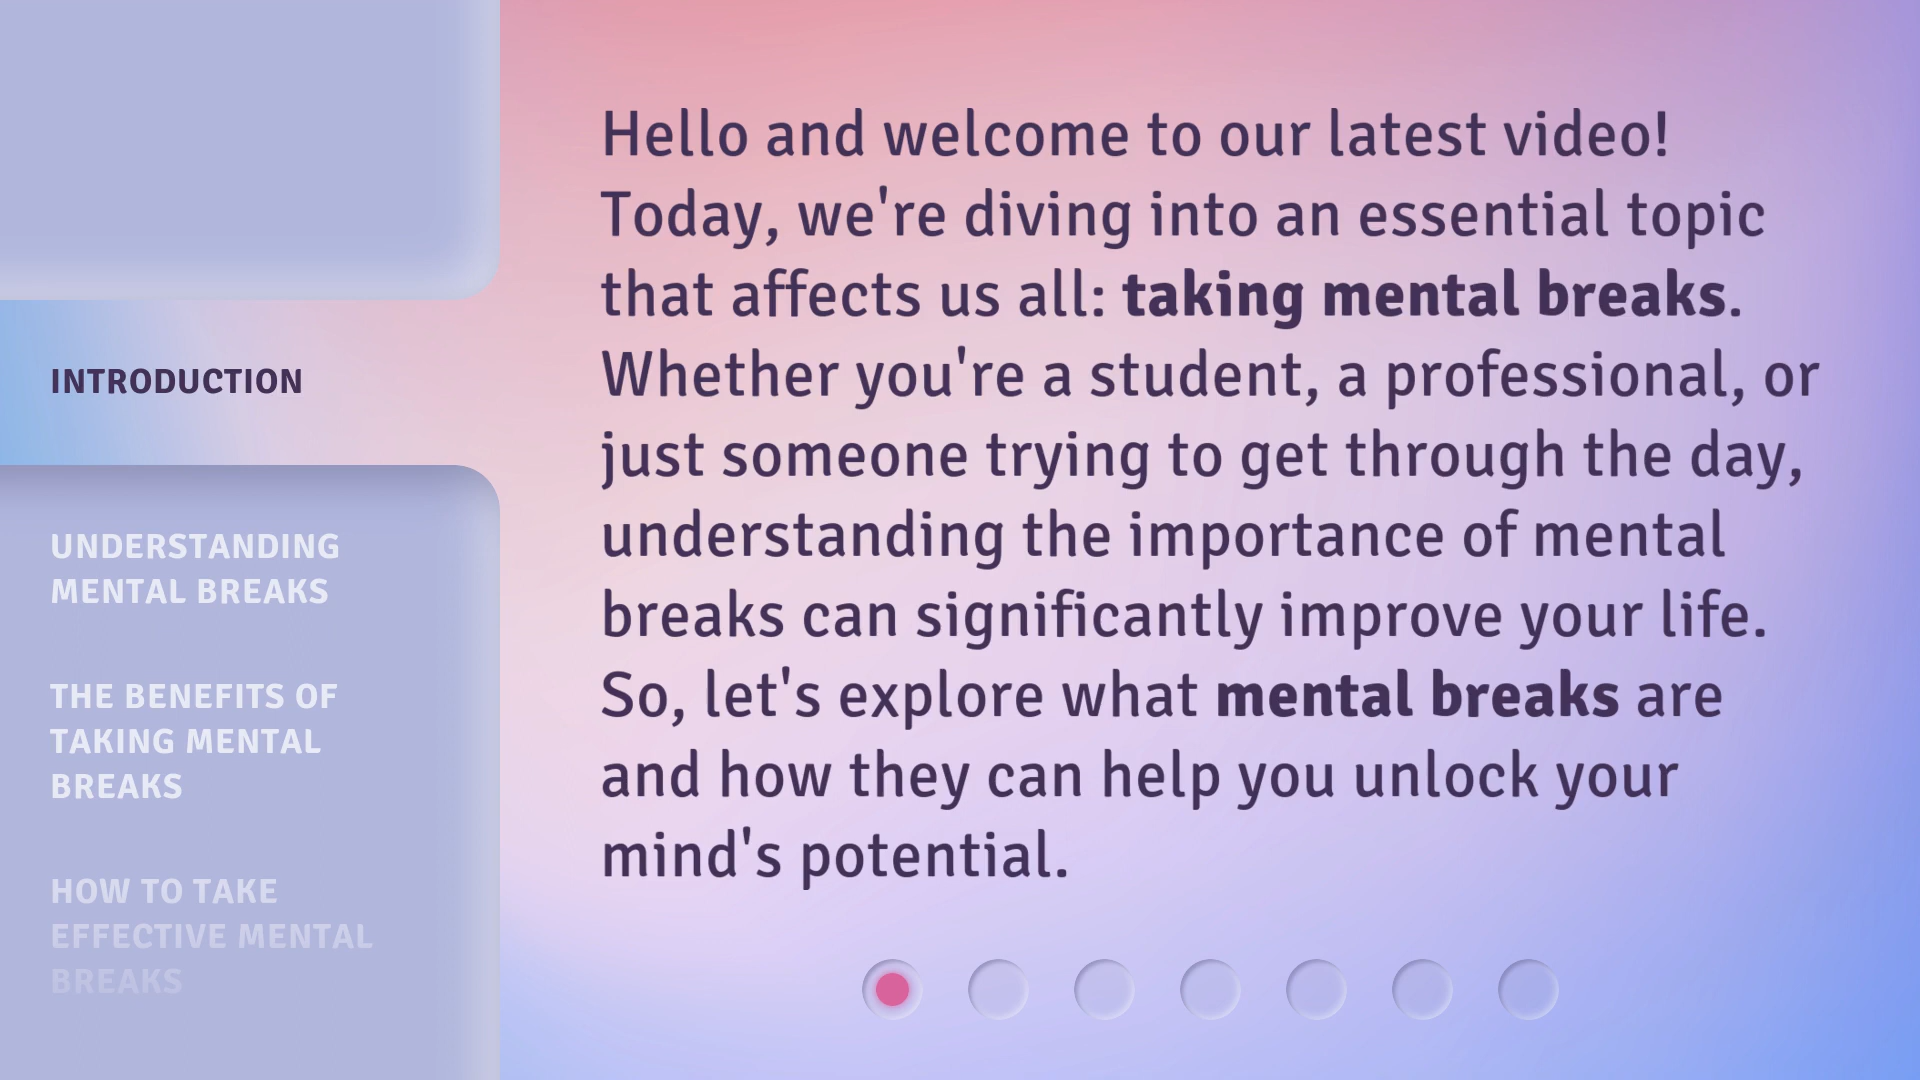 INTRODUCTION
UNDERSTANDING
MENTAL BREAKS
THE BENEFITS OF
TAKING MENTAL
BREAKS
HOW TO TAKE
EFFECTIVE MENTAL
BREAKS
Hello and welcome to our latest video!
Today, we're diving into an essential topic
that affects us all: taking mental breaks.
Whether you're a student, a professional, or
just someone trying to get through the day,
understanding the importance of mental
breaks can significantly improve your life.
So, let's explore what mental breaks are
and how they can help you unlock your
mind's potential.